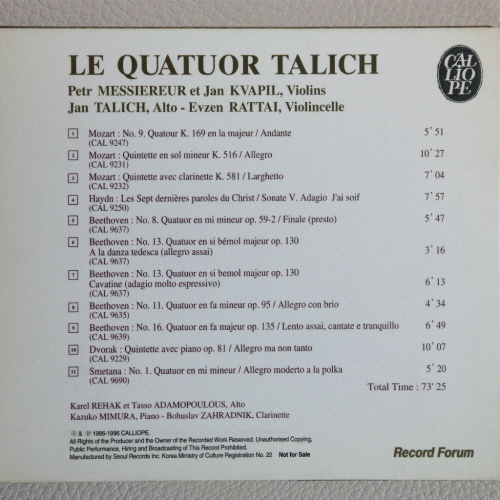 LE QUATUOR TALICH
CALLIOPE
Petr MESSIEREUR et Jan KVAPIL, Violins
Jan TALICH, Alto - Evzen RATTAI, Violincelle
1 Mozart : No. 9. Quatour K. 169 en la majeur / Andante 5' 51
(CAL 9247)
2 Mozart : Quintette en sol mineur K. 516 / Allegro 10' 27
(CAL 9231)
3 Mozart : Quintette avec clarinette K. 581 / Larghetto 7' 04
(CAL 9232)
4 Haydn : Les Sept dernières paroles du Christ / Sonate V. Adagio J'ai soif 7' 57
(CAL 9250)
5 Beethoven : No. 8. Quatuor en mi mineur op. 59-2 / Finale (presto) 5' 47
(CAL 9637)
6 Beethoven : No. 13. Quatuor en si bémol majeur op. 130
A la danza tedesca (allegro assai) 3' 16
(CAL 9637)
7 Beethoven : No. 13. Quatuor en si bémol majeur op. 130
Cavatine (adagio molto espressivo) 6' 13
(CAL 9637)
8 Beethoven : No. 11. Quatuor en fa mineur op. 95 / Allegro con brio 4' 34
(CAL 9635)
9 Beethoven : No. 16. Quatuor en fa majeur op. 135 / Lento assai, cantate e tranquillo 6' 49
(CAL 9639)
10 Dvorak : Quintette avec piano op. 81 / Allegro ma non tanto 10' 07
(CAL 9229)
11 Smetana : No. 1. Quatuor en mi mineur / Allegro moderato a la polka 5' 20
(CAL 9690)
Total Time : 73' 25
Karel REHAK et Tasso ADAMOPOULOUS, Alto
Kazuko MIMURA, Piano - Bohuslav ZAHRADNIK, Clarinette
© & ℗ 1986-1996 CALLIOPE.
All Rights of the Producer and the Owner of the Recorded Work Reserved. Unauthorised Copying,
Public Performance, Hiring and Broadcasting of This Record Prohibited.
Manufactured by Seoul Records Inc. Korea Ministry of Culture Registration No. 22 Not for Sale
Record Forum